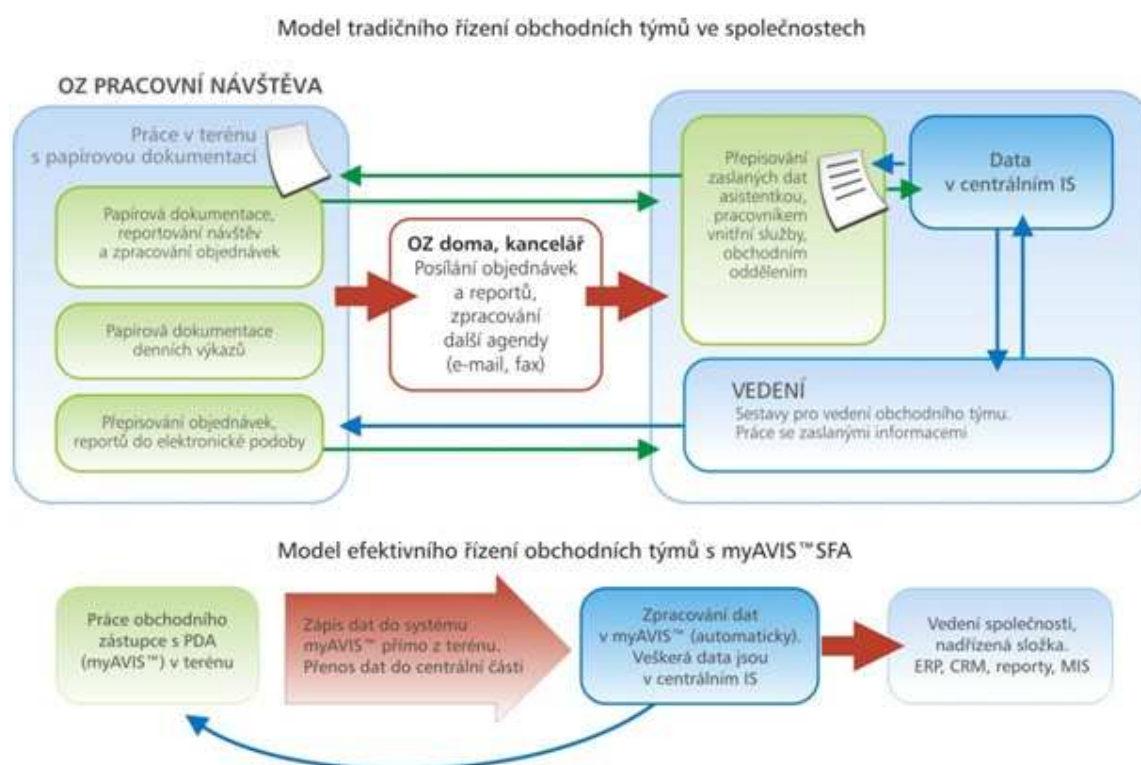 Model tradičního řízení obchodních týmů ve společnostech
OZ PRACOVNÍ NÁVŠTĚVA
Práce v terénu
s papírovou dokumentací
Papírová dokumentace,
reportování návštěv
a zpracování objednávek
Papírová dokumentace
denních výkazů
Přepisování objednávek,
reportů do elektronické podoby
OZ doma, kancelář
Posílání objednávek
a reportů,
zpracování
další agendy
(e-mail, fax)
Přepisování
zaslaných dat
asistentkou,
pracovníkem
vnitřní služby,
obchodním
oddělením
Data
v centrálním IS
VEDENÍ
Sestavy pro vedení obchodního týmu.
Práce se zaslanými informacemi
Model efektivního řízení obchodních týmů s myAVIS™SFA
Práce obchodního
zástupce s PDA
(myAVIS™) v terénu
Zápis dat do systému
myAVIS™ přímo z terénu.
Přenos dat do centrální části
Zpracování dat
v myAVIS™ (automaticky).
Veškerá data jsou
v centrálním IS
Vedení společnosti,
nadřízená složka.
ERP, CRM, reporty, MIS